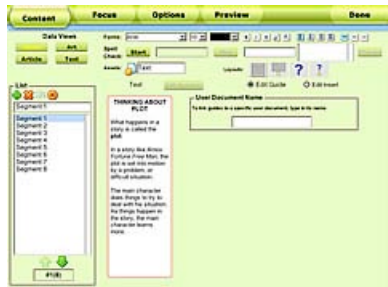 Content
Focus
Options
Preview
Done
Data Views
Art
Article
Text
Fonts:
Spell
Check:
Start
Assets:
Text
Layouts:
? ?
Text
Edit Guide
Edit Insert
List
Segment 1
Segment 1
Segment 2
Segment 3
Segment 4
Segment 5
Segment 6
Segment 7
Segment 8
#1(8)
THINKING ABOUT
PLOT
What happens in a
story is called the
plot.
In a story like Amos
Fortune Free Man, the
plot is set into motion
by a problem, or
difficult situation.
The main character
does things to try to
deal with his situation.
As things happen in
the story, the main
character learns
more.
User Document Name
To link guides to a specific user document, type in its name.